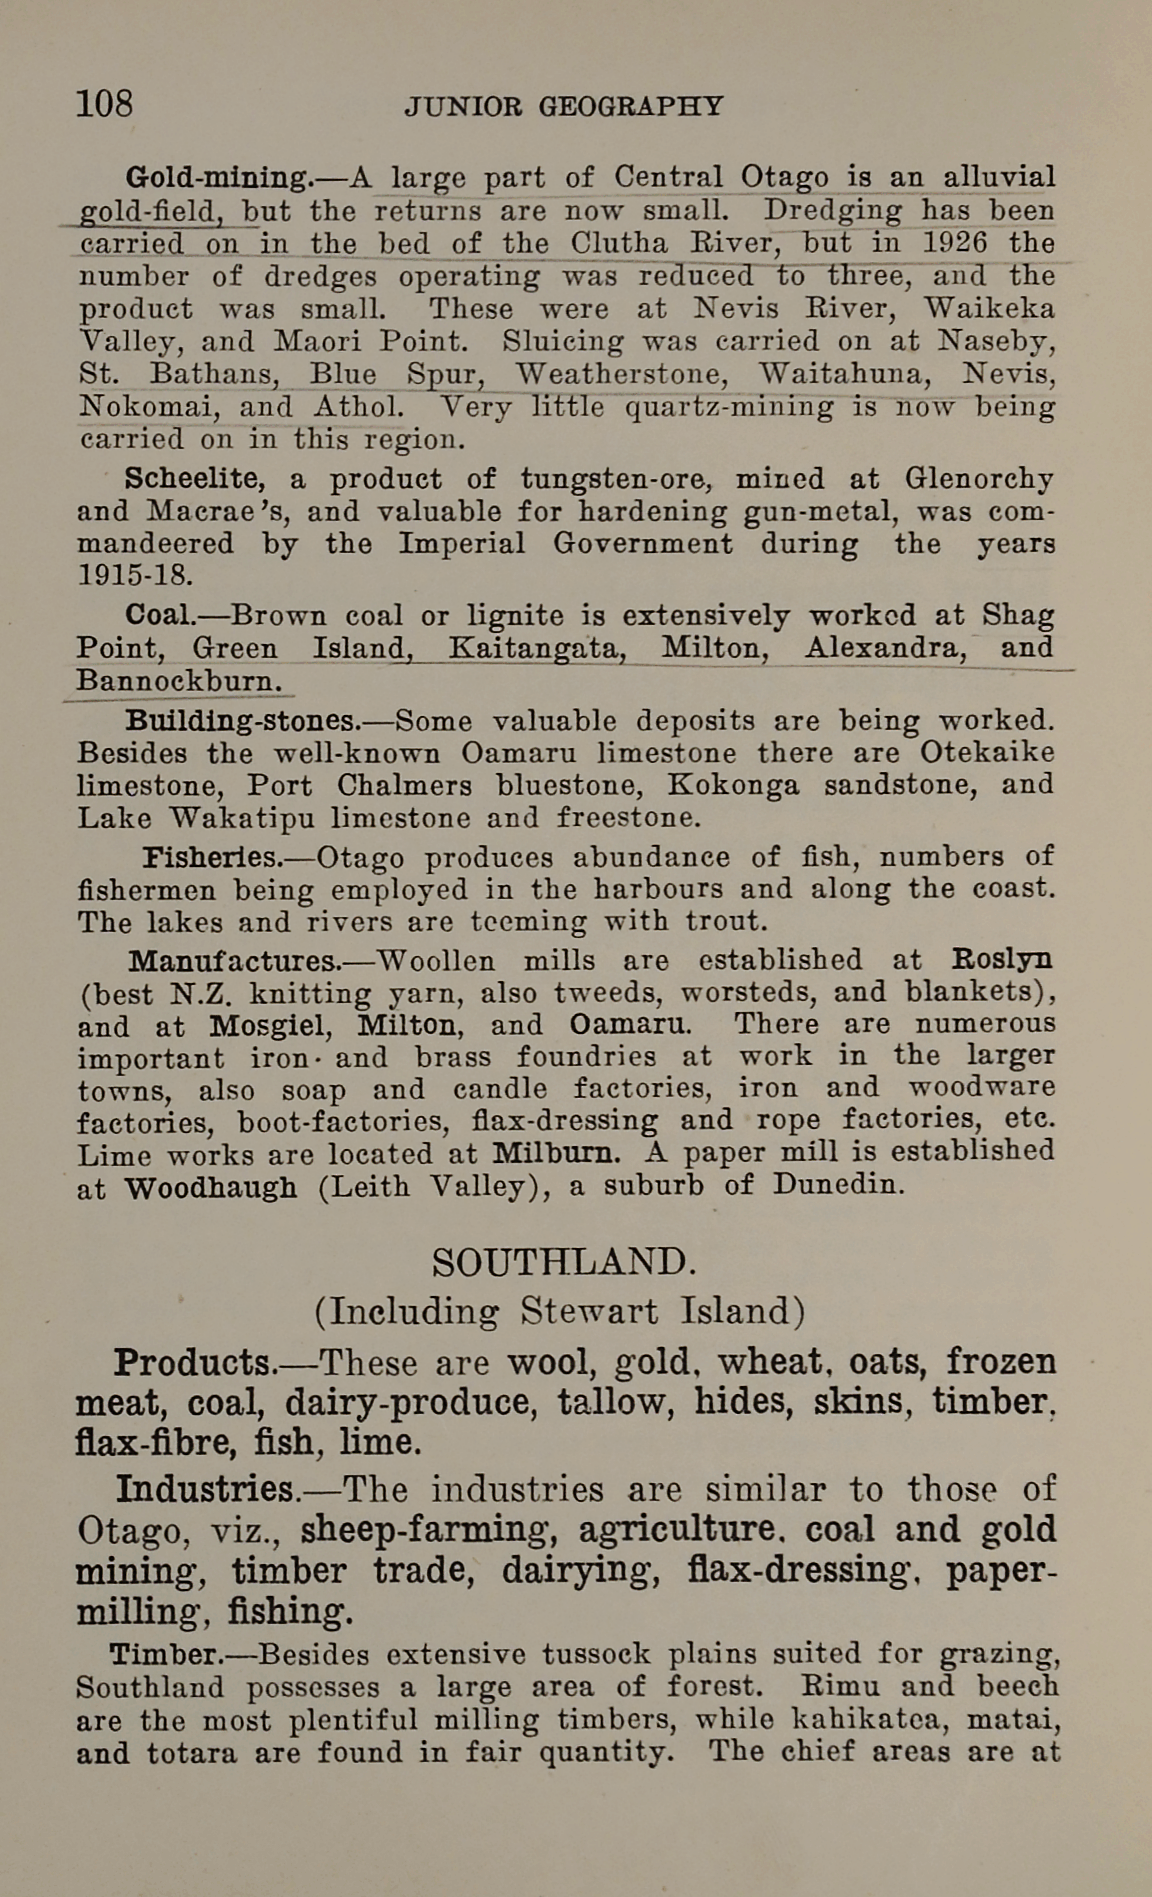 108 JUNIOR GEOGRAPHY
Gold-mining.—A large part of Central Otago is an alluvial
gold-field, but the returns are now small. Dredging has been
carried on in the bed of the Clutha River, but in 1926 the
number of dredges operating was reduced to three, and the
product was small. These were at Nevis River, Waikeka
Valley, and Maori Point. Sluicing was carried on at Naseby,
St. Bathans, Blue Spur, Weatherstone, Waitahuna, Nevis,
Nokomai, and Athol. Very little quartz-mining is now being
carried on in this region.
Scheelite, a product of tungsten-ore, mined at Glenorchy
and Macrae's, and valuable for hardening gun-metal, was com-
mandeered by the Imperial Government during the years
1915-18.
Coal.—Brown coal or lignite is extensively worked at Shag
Point, Green Island, Kaitangata, Milton, Alexandra, and
Bannockburn.
Building-stones.—Some valuable deposits are being worked.
Besides the well-known Oamaru limestone there are Otekaike
limestone, Port Chalmers bluestone, Kokonga sandstone, and
Lake Wakatipu limestone and freestone.
Fisheries.—Otago produces abundance of fish, numbers of
fishermen being employed in the harbours and along the coast.
The lakes and rivers are teeming with trout.
Manufactures.—Woollen mills are established at Roslyn
(best N.Z. knitting yarn, also tweeds, worsteds, and blankets),
and at Mosgiel, Milton, and Oamaru. There are numerous
important iron- and brass foundries at work in the larger
towns, also soap and candle factories, iron and woodware
factories, boot-factories, flax-dressing and rope factories, etc.
Lime works are located at Milburn. A paper mill is established
at Woodhaugh (Leith Valley), a suburb of Dunedin.
SOUTHLAND.
(Including Stewart Island)
Products.—These are wool, gold, wheat, oats, frozen
meat, coal, dairy-produce, tallow, hides, skins, timber,
flax-fibre, fish, lime.
Industries.—The industries are similar to those of
Otago, viz., sheep-farming, agriculture, coal and gold
mining, timber trade, dairying, flax-dressing, paper-
milling, fishing.
Timber.—Besides extensive tussock plains suited for grazing,
Southland possesses a large area of forest. Rimu and beech
are the most plentiful milling timbers, while kahikatea, matai,
and totara are found in fair quantity. The chief areas are at